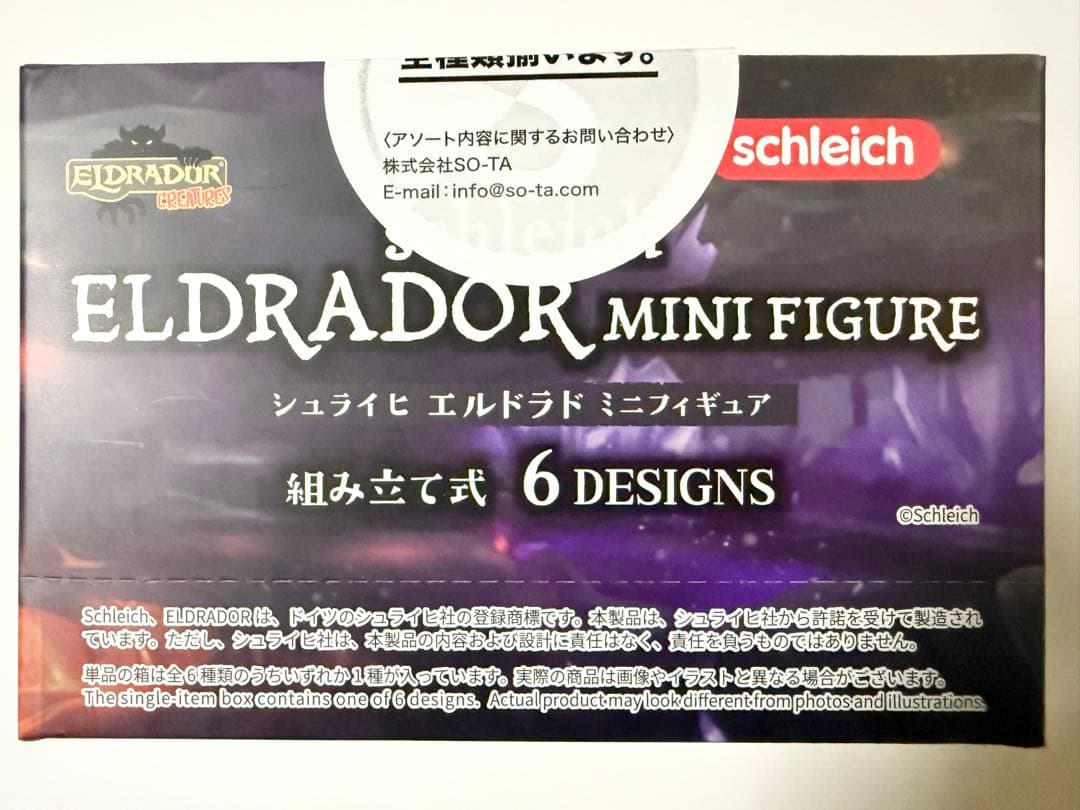 全種類揃います。
〈アソート内容に関するお問い合わせ〉
株式会社SO-TA
E-mail：info@so-ta.com
schleich
ELDRADOR
CREATURES
schleich
ELDRADOR MINI FIGURE
シュライヒ エルドラド ミニフィギュア
組み立て式 6 DESIGNS
©Schleich
Schleich、ELDRADORは、ドイツのシュライヒ社の登録商標です。本製品は、シュライヒ社から許諾を受けて製造され
ています。ただし、シュライヒ社は、本製品の内容および設計に責任はなく、責任を負うものではありません。
単品の箱は全6種類のうちいずれか1種が入っています。実際の商品は画像やイラストと異なる場合がございます。
The single-item box contains one of 6 designs. Actual product may look different from photos and illustrations.